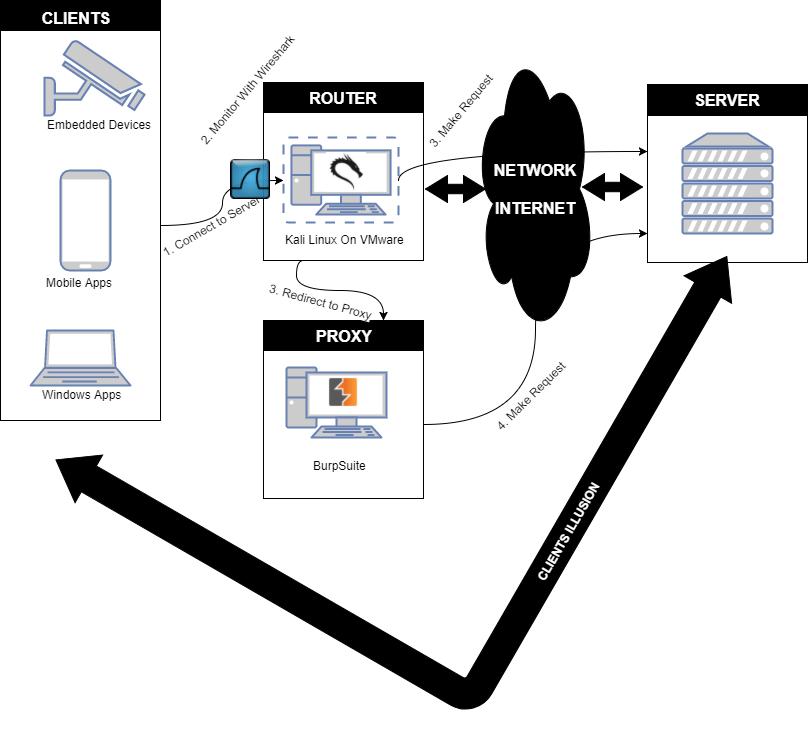 CLIENTS
Embedded Devices
Mobile Apps
Windows Apps
1. Connect to Server
2. Monitor With Wireshark
ROUTER
Kali Linux On VMware
3. Redirect to Proxy
PROXY
BurpSuite
3. Make Request
4. Make Request
NETWORK
INTERNET
SERVER
CLIENTS ILLUSION